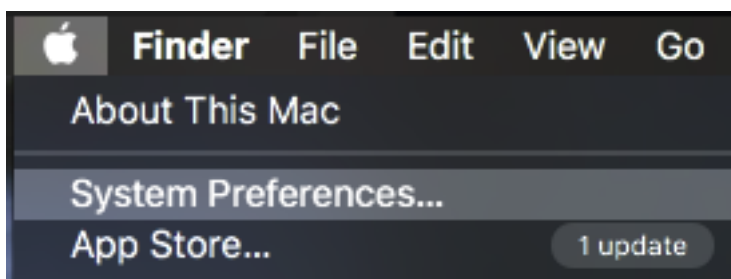 Finder File Edit View Go
About This Mac
System Preferences...
App Store... 1 update